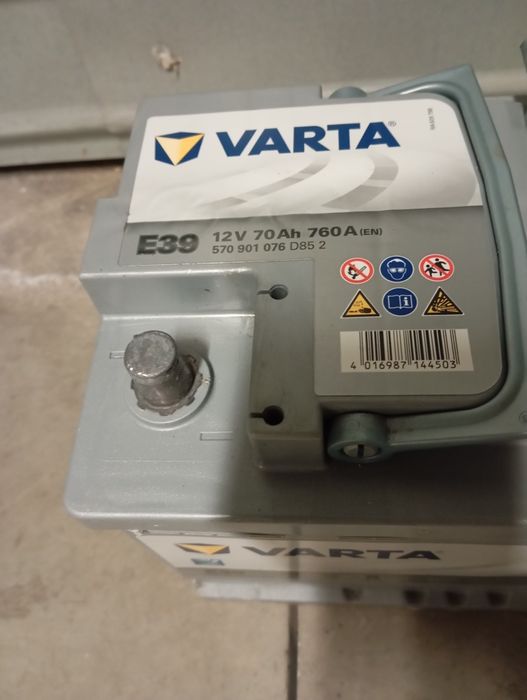 VARTA®
E39 12V 70Ah 760A (EN)
570 901 076 D85 2
4 016987 144503
VARTA